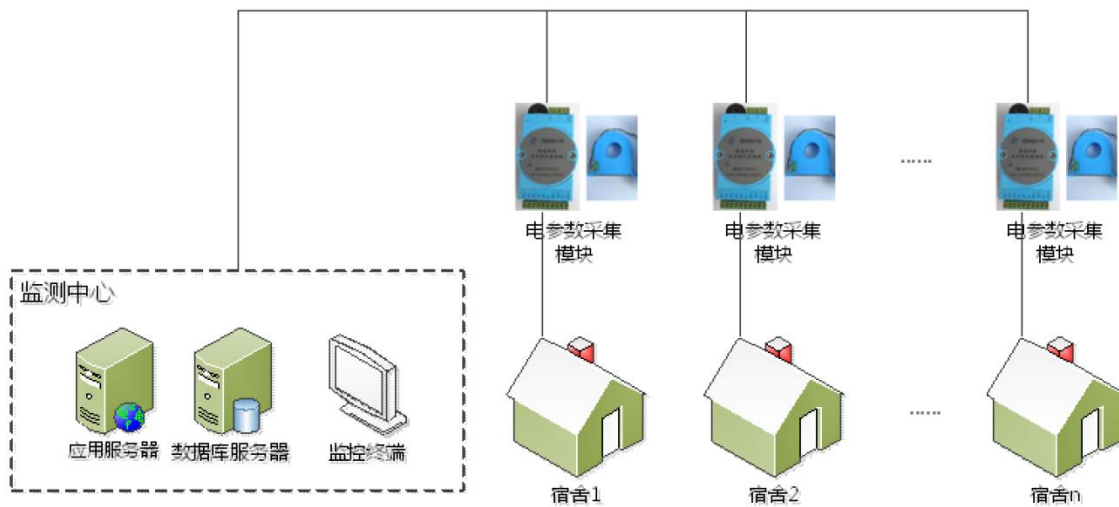 电参数采集
模块
电参数采集
模块
……
电参数采集
模块
监测中心
应用服务器
数据库服务器
监控终端
宿舍1
宿舍2
……
宿舍n